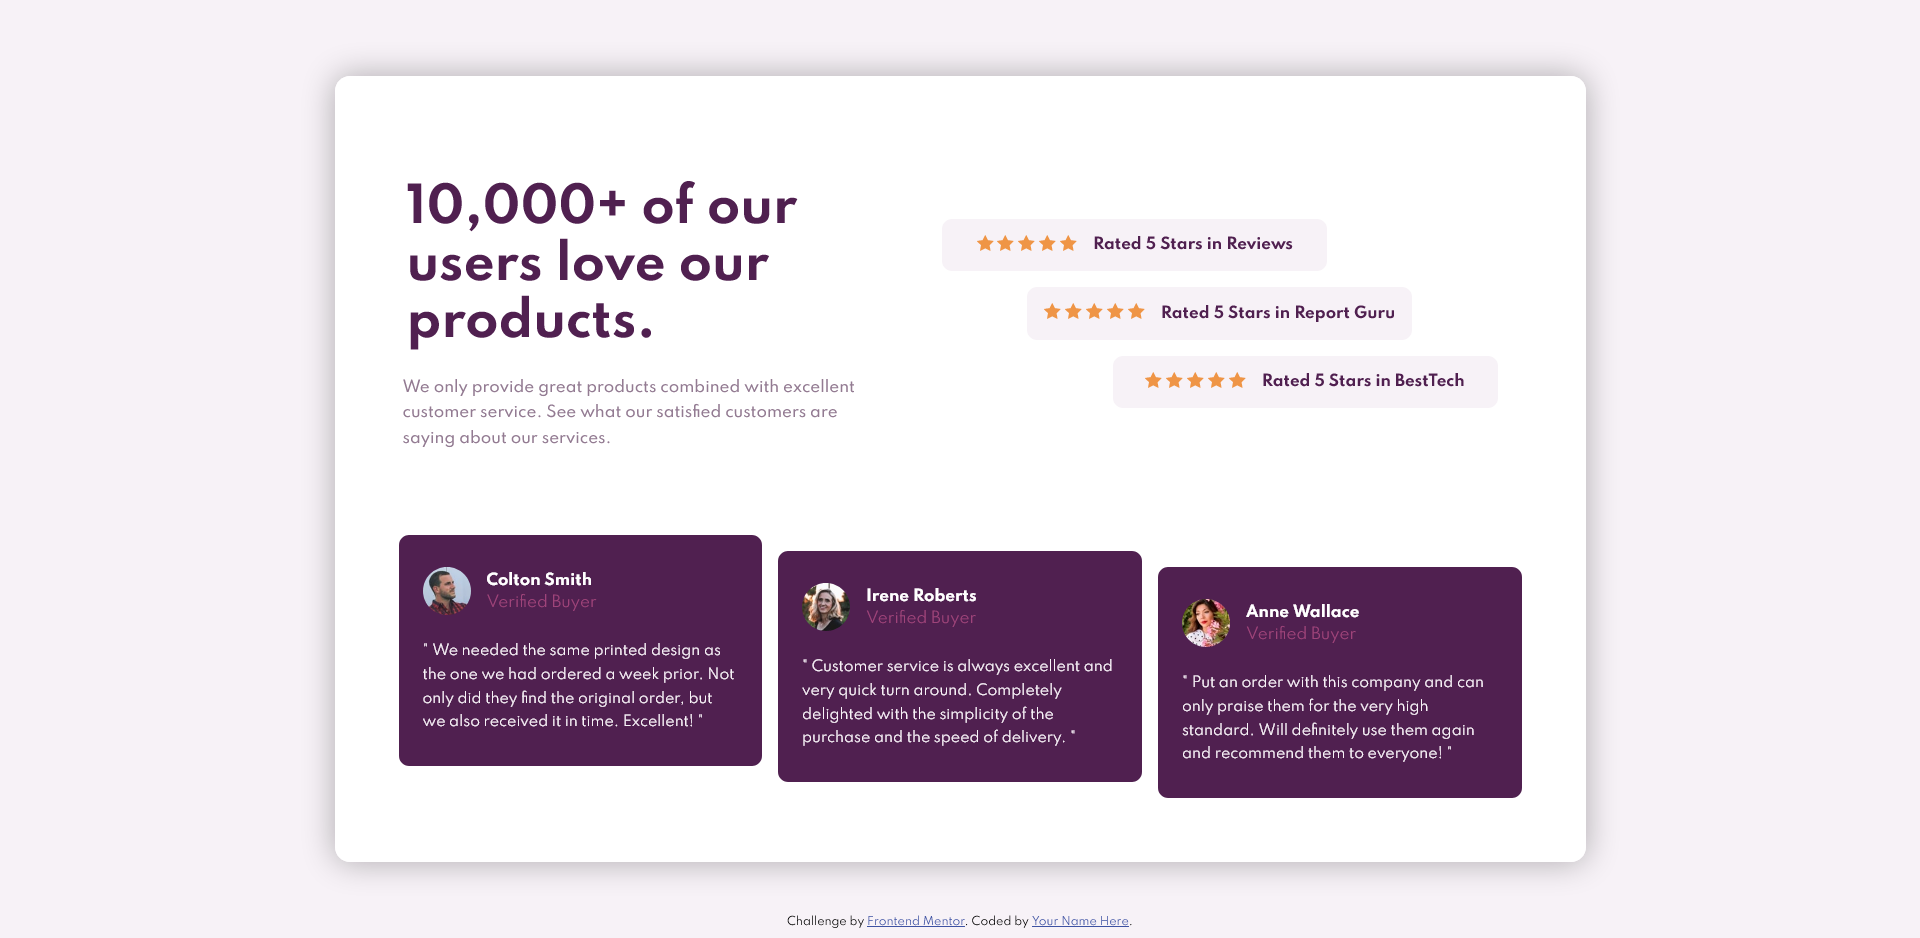 10,000+ of our
users love our
products.
We only provide great products combined with excellent
customer service. See what our satisfied customers are
saying about our services.
Rated 5 Stars in Reviews
Rated 5 Stars in Report Guru
Rated 5 Stars in BestTech
Colton Smith
Verified Buyer
" We needed the same printed design as
the one we had ordered a week prior. Not
only did they find the original order, but
we also received it in time. Excellent! "
Irene Roberts
Verified Buyer
" Customer service is always excellent and
very quick turn around. Completely
delighted with the simplicity of the
purchase and the speed of delivery. "
Anne Wallace
Verified Buyer
" Put an order with this company and can
only praise them for the very high
standard. Will definitely use them again
and recommend them to everyone! "
Challenge by Frontend Mentor. Coded by Your Name Here.